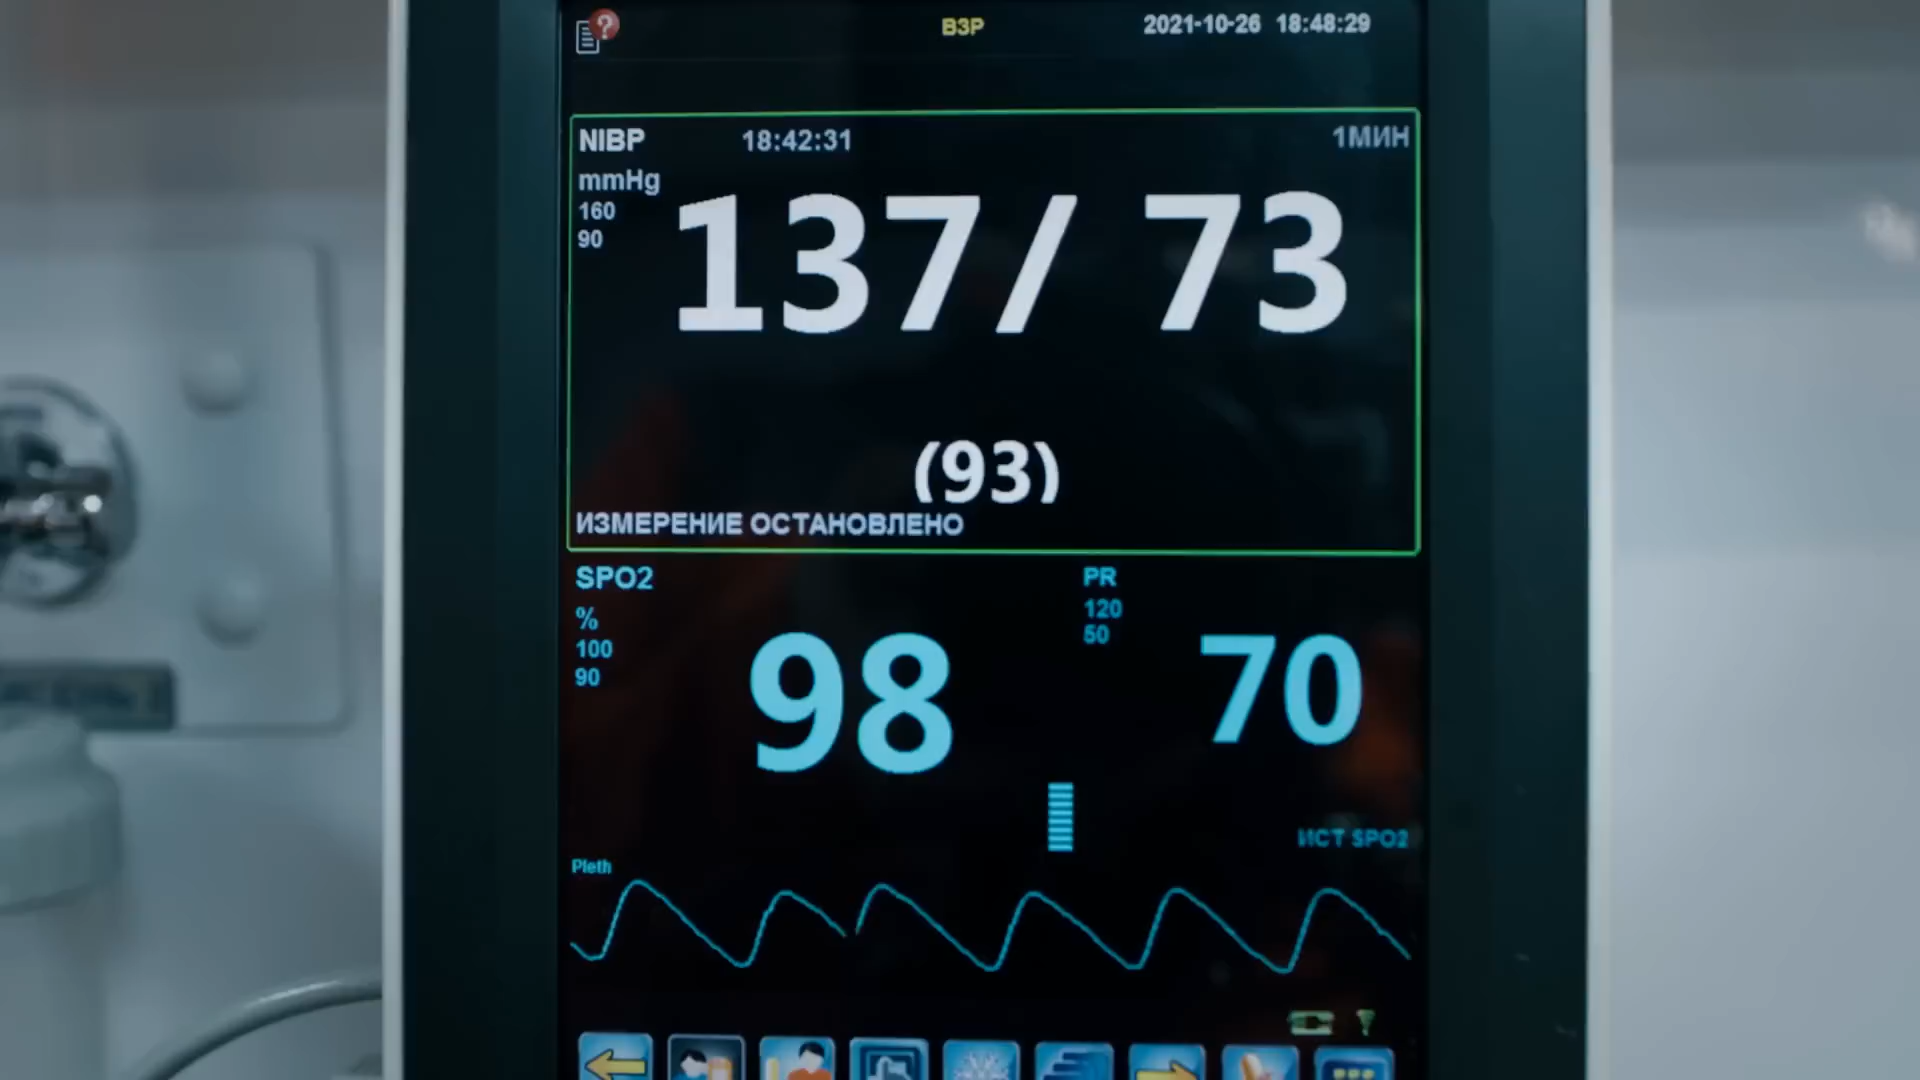 ВЗР 2021-10-26 18:48:29
NIBP 18:42:31 1МИН
mmHg
160
90
137/ 73
(93)
ИЗМЕРЕНИЕ ОСТАНОВЛЕНО
SPO2 PR
% 120
100 50
90
98 70
ИСТ SPO2
Pleth